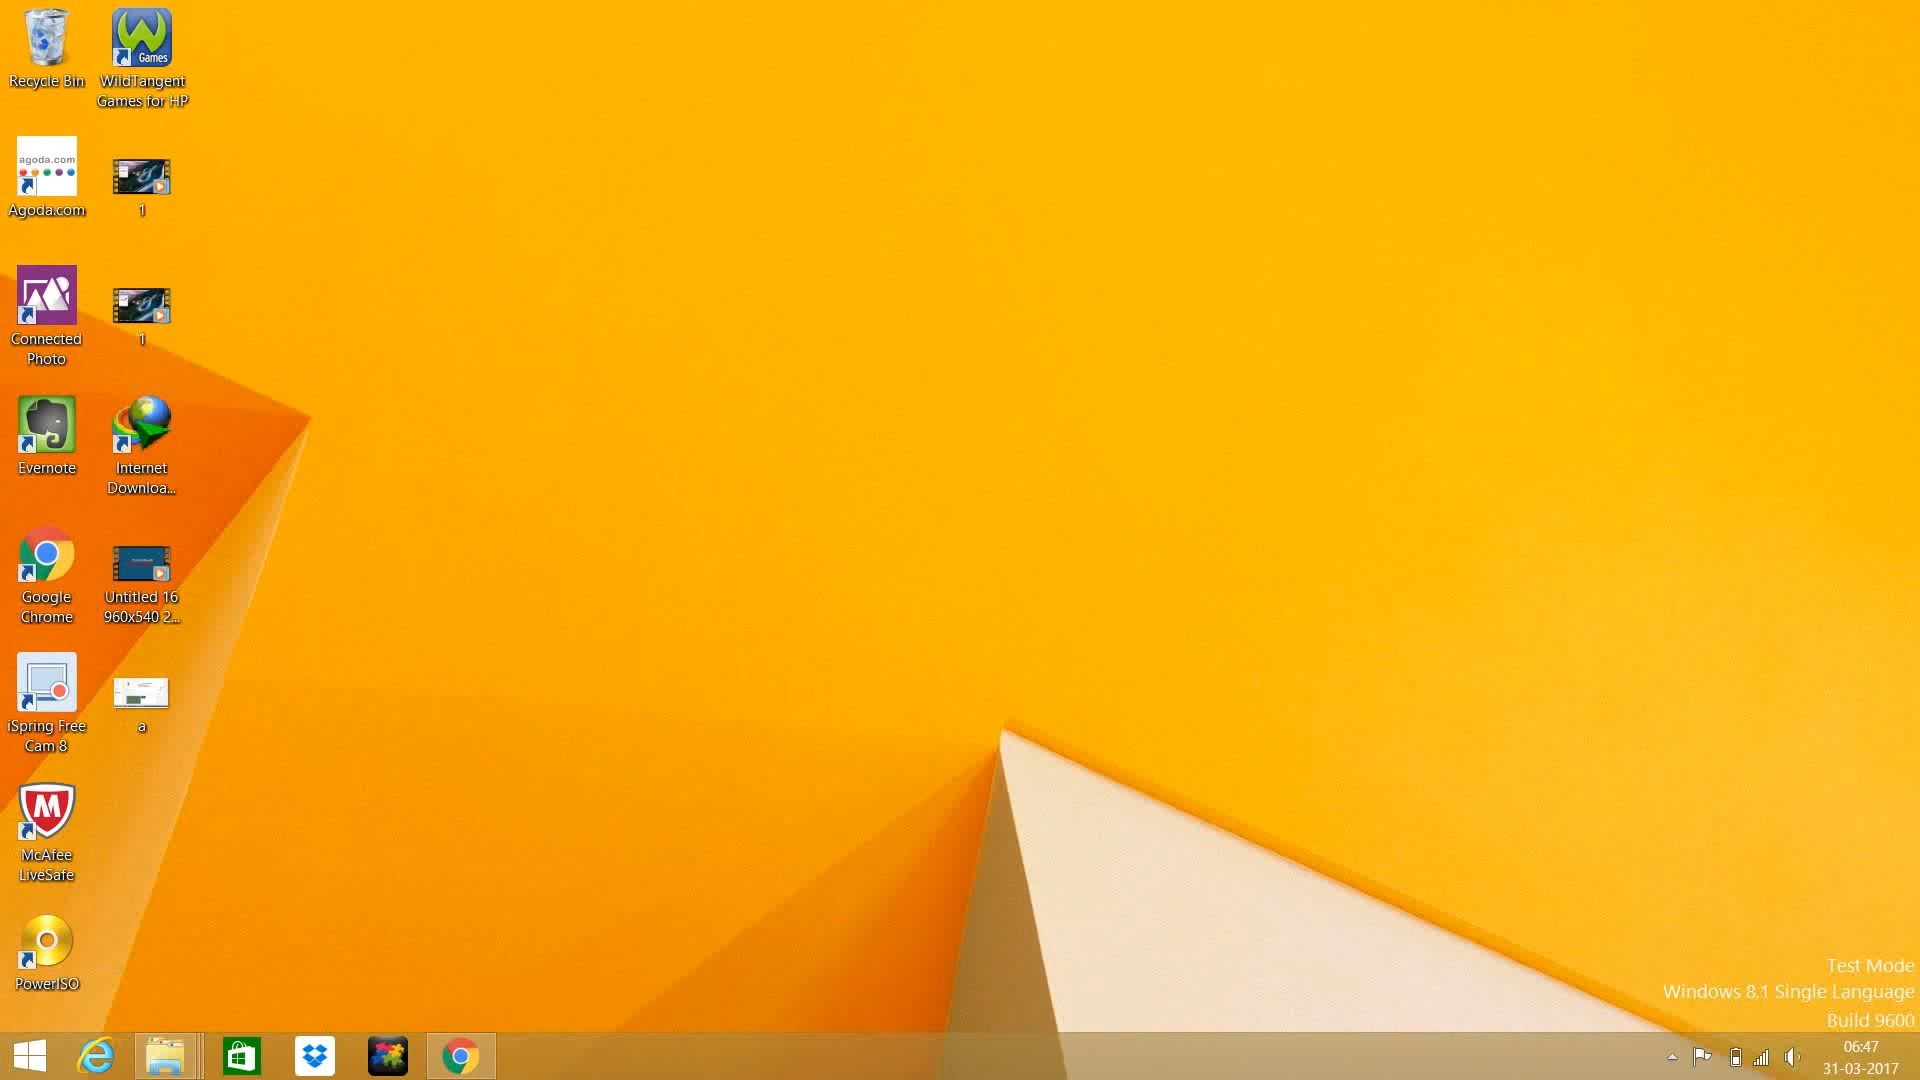 Recycle Bin
WildTangent
Games for HP
Games
agoda.com
Agoda.com
1
Connected
Photo
1
Evernote
Internet
Downloa...
Google
Chrome
Untitled 16
960x540 2...
iSpring Free
Cam 8
a
M
McAfee
LiveSafe
PowerISO
Test Mode
Windows 8.1 Single Language
Build 9600
06:47
31-03-2017